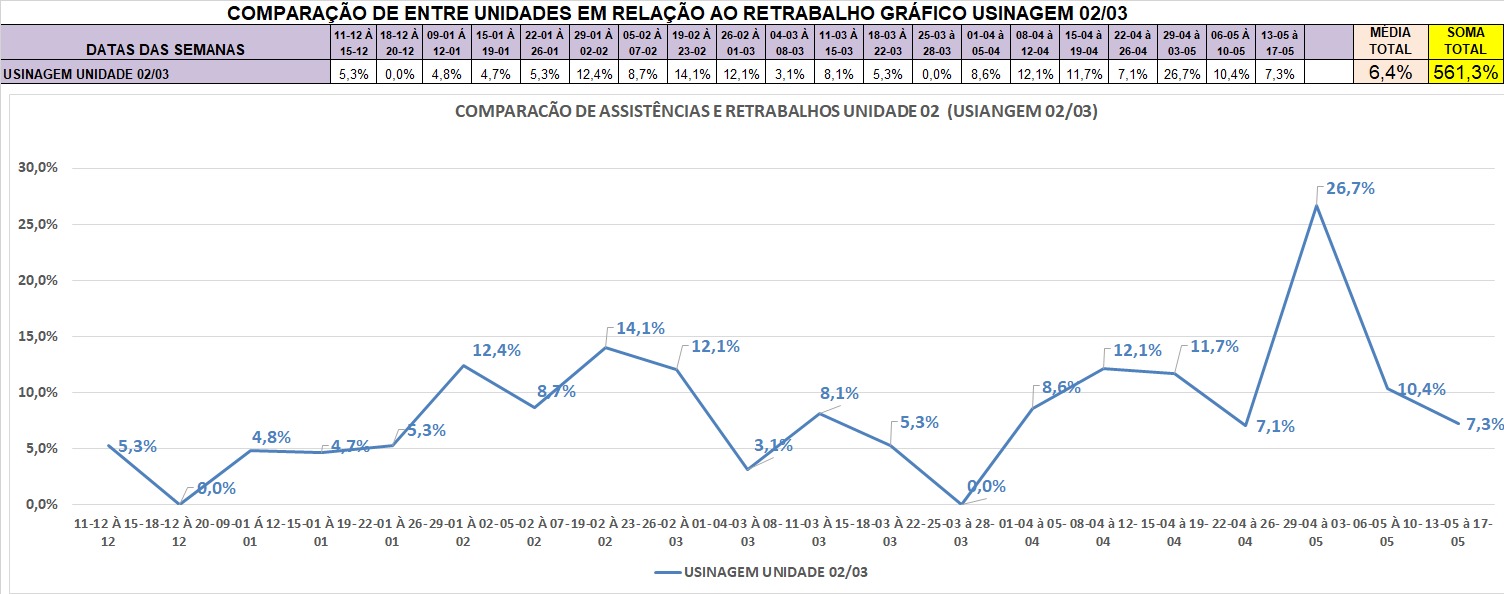 COMPARAÇÃO DE ENTRE UNIDADES EM RELAÇÃO AO RETRABALHO GRÁFICO USINAGEM 02/03
DATAS DAS SEMANAS 11-12 À 15-12 18-12 À 20-12 09-01 Á 12-01 15-01 À 19-01 22-01 À 26-01 29-01 À 02-02 05-02 À 07-02 19-02 À 23-02 26-02 À 01-03 04-03 À 08-03 11-03 À 15-03 18-03 À 22-03 25-03 à 28-03 01-04 à 05-04 08-04 à 12-04 15-04 à 19-04 22-04 à 26-04 29-04 à 03-05 06-05 À 10-05 13-05 à 17-05 MÉDIA TOTAL SOMA TOTAL
USINAGEM UNIDADE 02/03 5,3% 0,0% 4,8% 4,7% 5,3% 12,4% 8,7% 14,1% 12,1% 3,1% 8,1% 5,3% 0,0% 8,6% 12,1% 11,7% 7,1% 26,7% 10,4% 7,3% 6,4% 561,3%
COMPARACÃO DE ASSISTÊNCIAS E RETRABALHOS UNIDADE 02 (USIANGEM 02/03)
30,0%
25,0%
20,0%
15,0%
10,0%
5,0%
0,0%
5,3% 0,0% 4,8% 4,7% 5,3% 12,4% 8,7% 14,1% 12,1% 3,1% 8,1% 5,3% 0,0% 8,6% 12,1% 11,7% 7,1% 26,7% 10,4% 7,3%
11-12 À 15-18-12 À 20-09-01 Á 12-15-01 À 19-22-01 À 26-29-01 À 02-05-02 À 07-19-02 À 23-26-02 À 01-04-03 À 08-11-03 À 15-18-03 À 22-25-03 à 28-01-04 à 05-08-04 à 12-15-04 à 19-22-04 à 26-29-04 à 03-06-05 À 10-13-05 à 17-
12 12 01 01 01 02 02 02 03 03 03 03 03 04 04 04 04 05 05 05
USINAGEM UNIDADE 02/03